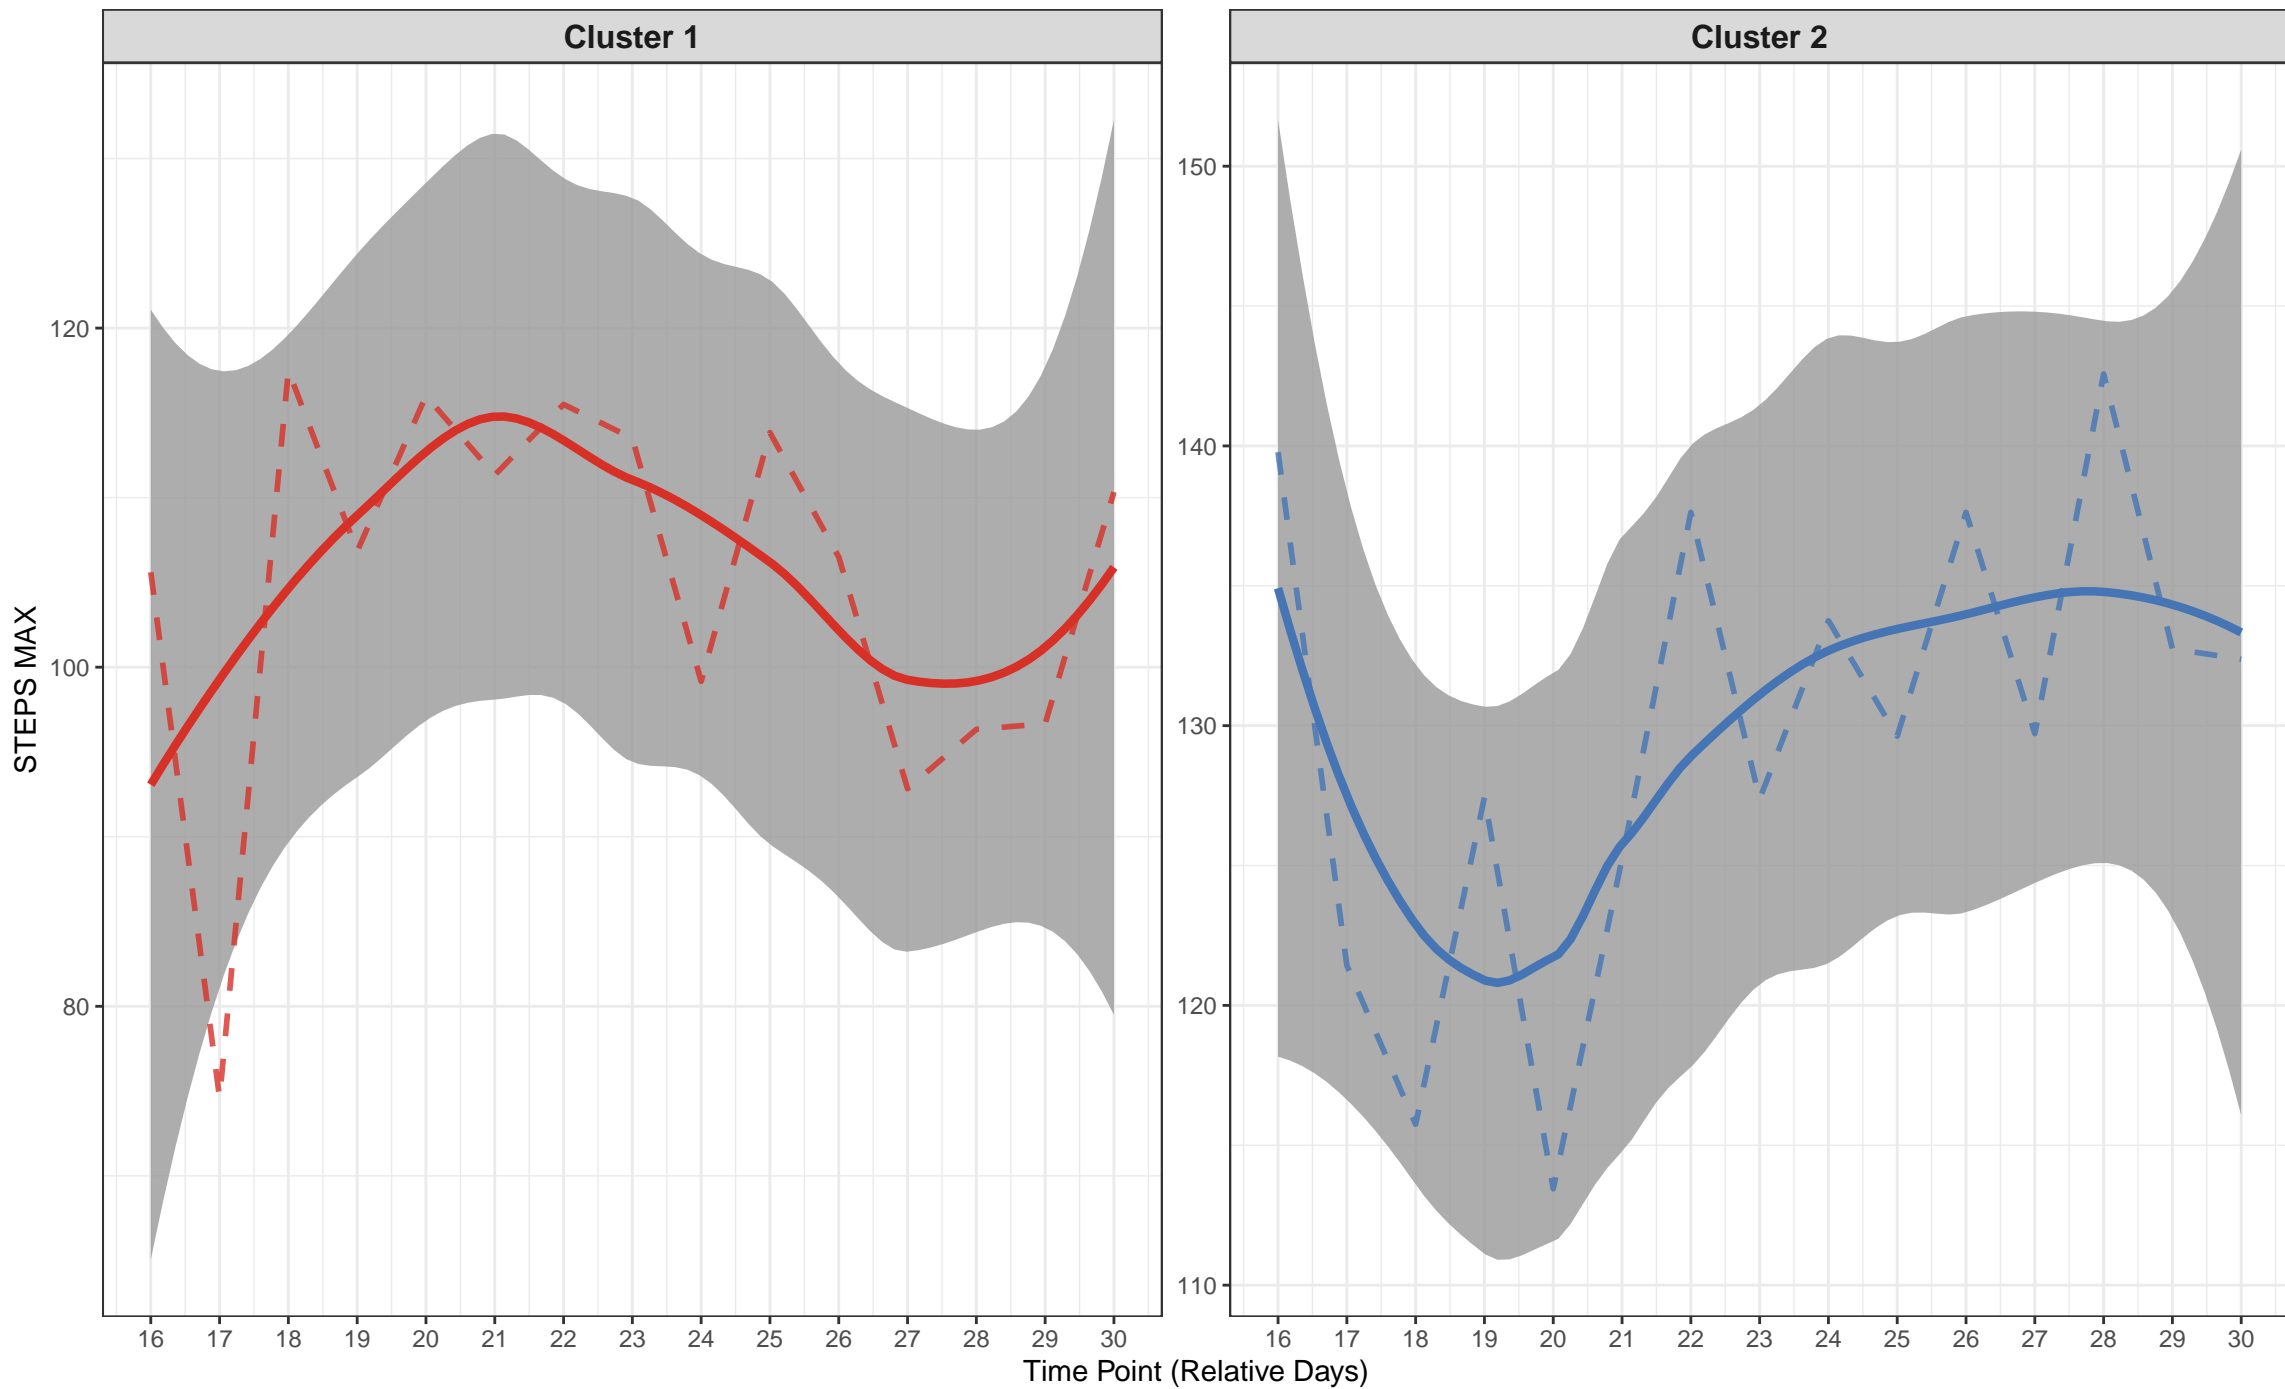 Cluster 1
Cluster 2
STEPS MAX
120
100
80
150
140
130
120
110
16 17 18 19 20 21 22 23 24 25 26 27 28 29 30
16 17 18 19 20 21 22 23 24 25 26 27 28 29 30
Time Point (Relative Days)